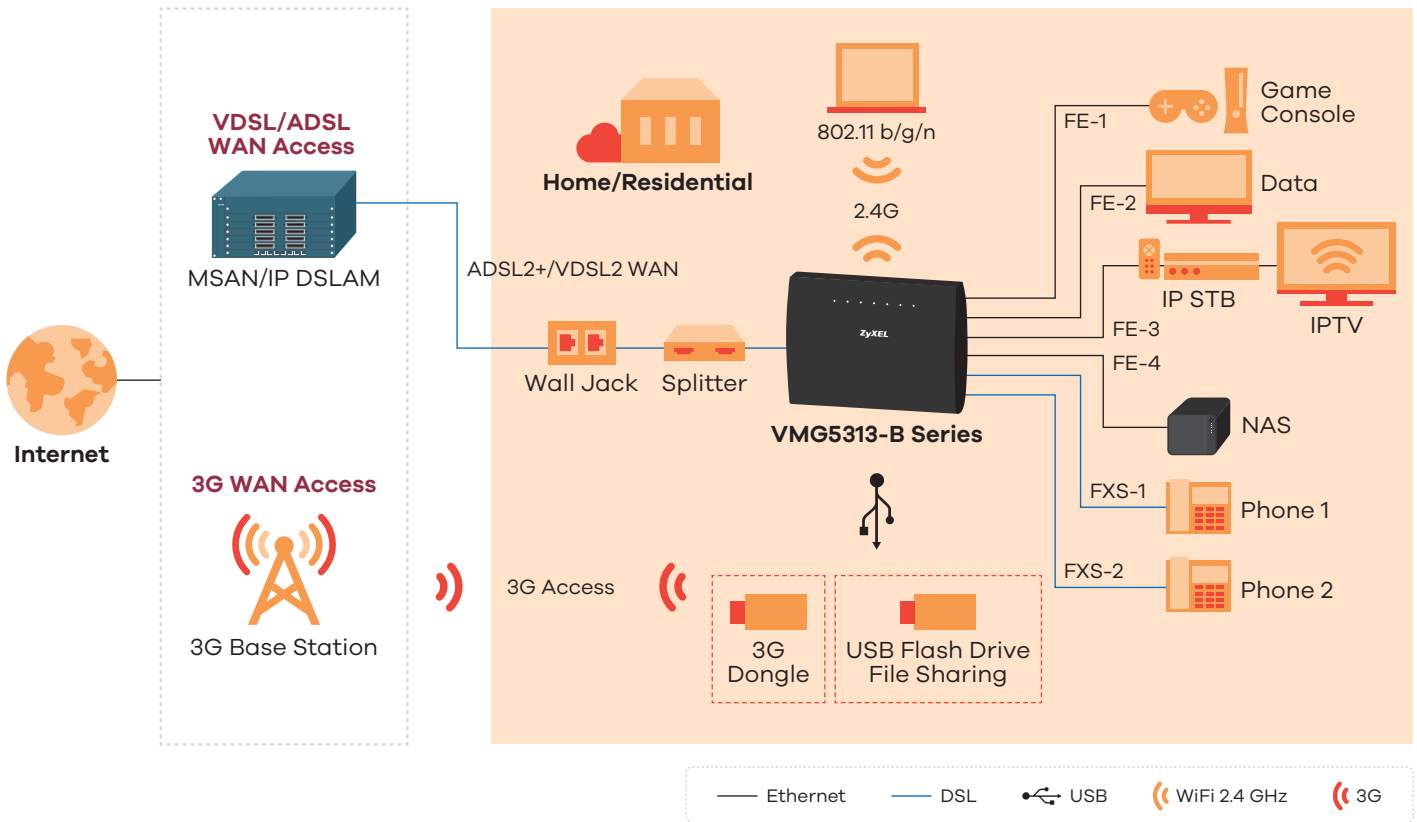 VDSL/ADSL
WAN Access
MSAN/IP DSLAM
Internet
3G WAN Access
3G Base Station
Home/Residential
802.11 b/g/n
2.4G
ADSL2+/VDSL2 WAN
Wall Jack
Splitter
ZyXEL
VMG5313-B Series
FE-1
Game
Console
FE-2
Data
IP STB
IPTV
FE-3
FE-4
NAS
FXS-1
Phone 1
FXS-2
Phone 2
3G Access
3G
Dongle
USB Flash Drive
File Sharing
Ethernet
DSL
USB
WiFi 2.4 GHz
3G